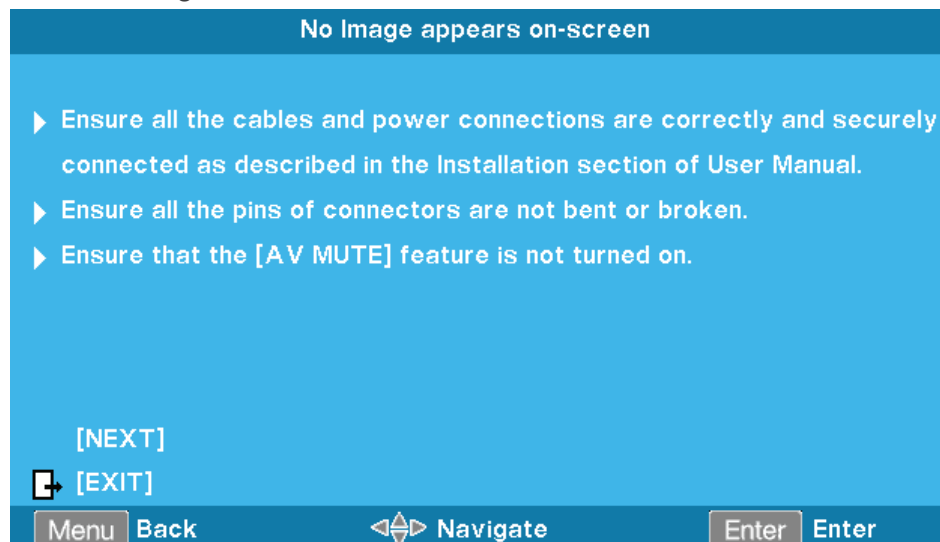 No Image appears on-screen
Ensure all the cables and power connections are correctly and securely
connected as described in the Installation section of User Manual.
Ensure all the pins of connectors are not bent or broken.
Ensure that the [AV MUTE] feature is not turned on.
[NEXT]
[EXIT]
Menu Back Navigate Enter Enter